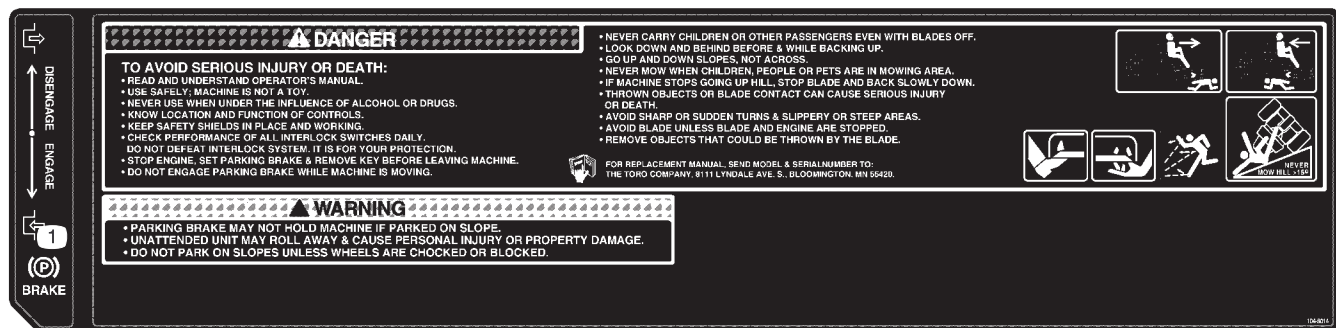 DISENGAGE ENGAGE
1
(P)
BRAKE
DANGER
TO AVOID SERIOUS INJURY OR DEATH:
• READ AND UNDERSTAND OPERATOR'S MANUAL.
• USE SAFELY; MACHINE IS NOT A TOY.
• NEVER USE WHEN UNDER THE INFLUENCE OF ALCOHOL OR DRUGS.
• KNOW LOCATION AND FUNCTION OF CONTROLS.
• KEEP SAFETY SHIELDS IN PLACE AND WORKING.
• CHECK PERFORMANCE OF ALL INTERLOCK SWITCHES DAILY.
DO NOT DEFEAT INTERLOCK SYSTEM. IT IS FOR YOUR PROTECTION.
• STOP ENGINE, SET PARKING BRAKE & REMOVE KEY BEFORE LEAVING MACHINE.
• DO NOT ENGAGE PARKING BRAKE WHILE MACHINE IS MOVING.
• NEVER CARRY CHILDREN OR OTHER PASSENGERS EVEN WITH BLADES OFF.
• LOOK DOWN AND BEHIND BEFORE & WHILE BACKING UP.
• GO UP AND DOWN SLOPES, NOT ACROSS.
• NEVER MOW WHEN CHILDREN, PEOPLE OR PETS ARE IN MOWING AREA.
• IF MACHINE STOPS GOING UP HILL, STOP BLADE AND BACK SLOWLY DOWN.
• THROWN OBJECTS OR BLADE CONTACT CAN CAUSE SERIOUS INJURY
OR DEATH.
• AVOID SHARP OR SUDDEN TURNS & SLIPPERY OR STEEP AREAS.
• AVOID BLADE UNLESS BLADE AND ENGINE ARE STOPPED.
• REMOVE OBJECTS THAT COULD BE THROWN BY THE BLADE.
FOR REPLACEMENT MANUAL, SEND MODEL & SERIALNUMBER TO:
THE TORO COMPANY, 8111 LYNDALE AVE. S., BLOOMINGTON, MN 55420.
NEVER
MOW HILL >15º
WARNING
• PARKING BRAKE MAY NOT HOLD MACHINE IF PARKED ON SLOPE.
• UNATTENDED UNIT MAY ROLL AWAY & CAUSE PERSONAL INJURY OR PROPERTY DAMAGE.
• DO NOT PARK ON SLOPES UNLESS WHEELS ARE CHOCKED OR BLOCKED.
104-8014